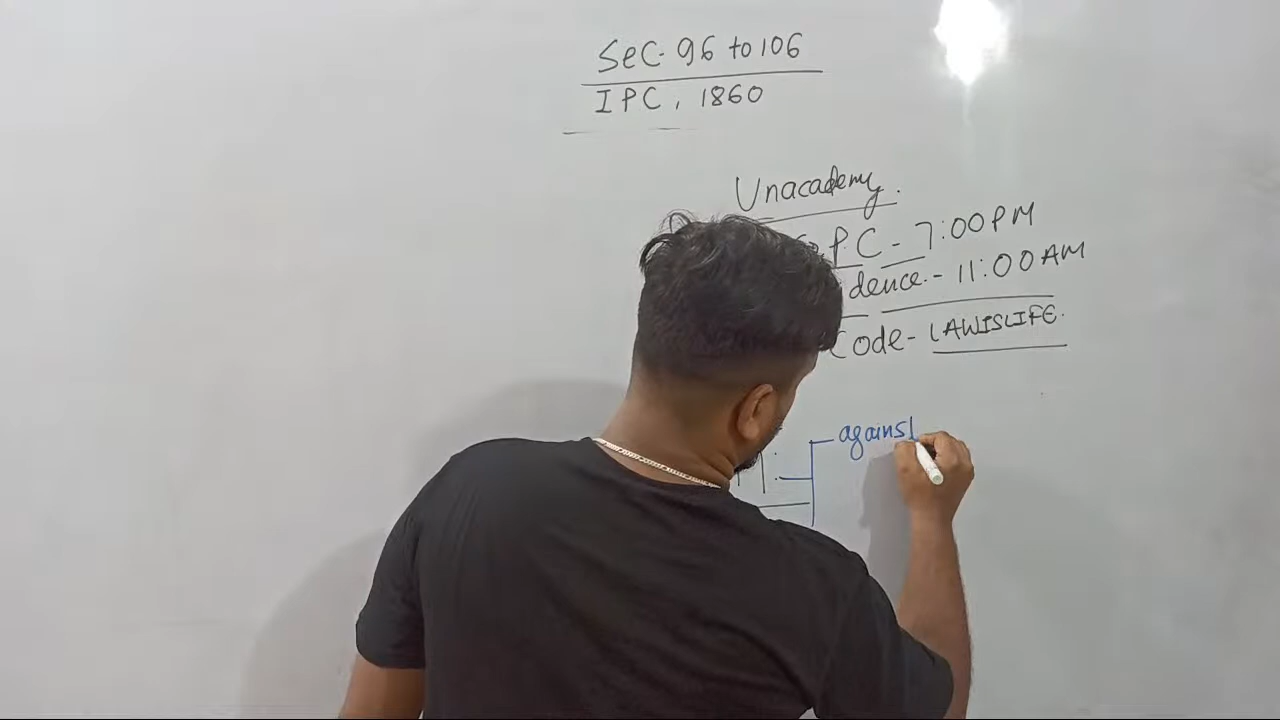 Sec- 96 to 106
IPC, 1860
Unacademy.
PC - 7:00 PM
dence - 11:00 AM
Code - LAWISLIFE.
against